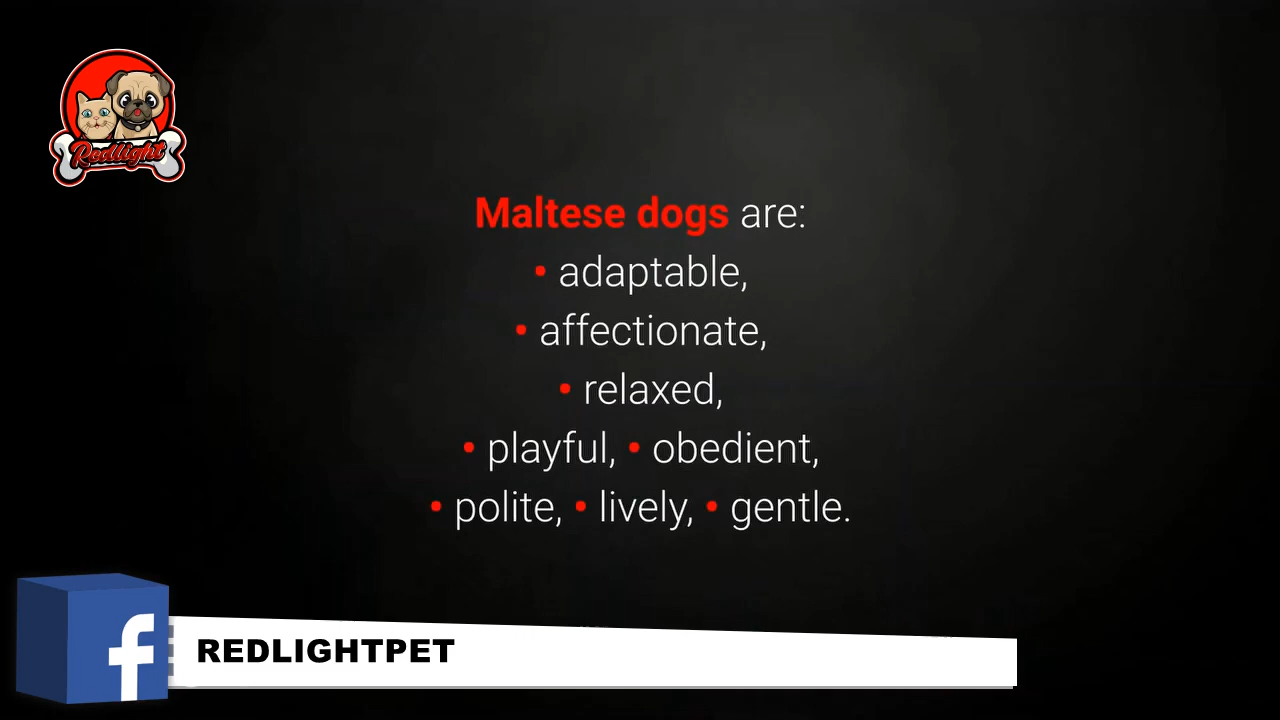 Redlight
Maltese dogs are:
• adaptable,
• affectionate,
• relaxed,
• playful, • obedient,
• polite, • lively, • gentle.
f
REDLIGHTPET